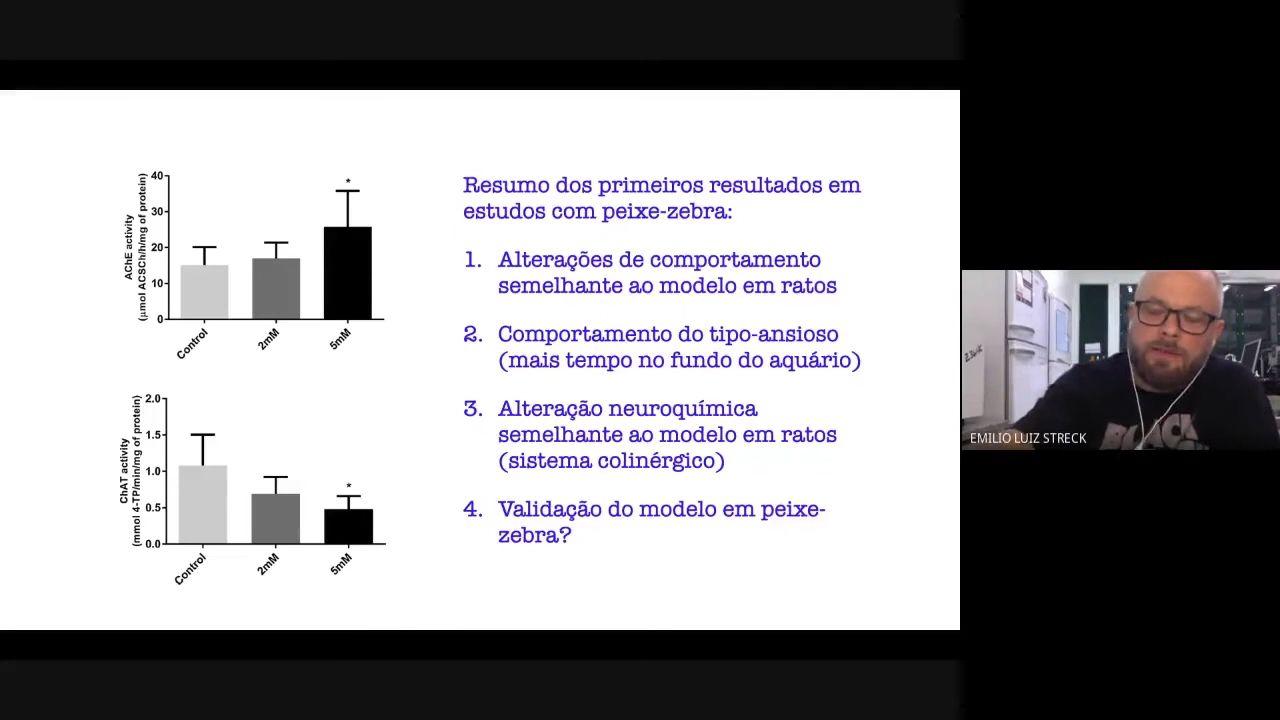 40
30
20
10
0
AChE activity
(µmol ACSCh/h/mg of protein)
*
Control
2mM
5mM
2.0
1.5
1.0
0.5
0.0
ChAT activity
(mmol 4-TP/min/mg of protein)
*
Control
2mM
5mM
Resumo dos primeiros resultados em
estudos com peixe-zebra:
1. Alterações de comportamento
semelhante ao modelo em ratos
2. Comportamento do tipo-ansioso
(mais tempo no fundo do aquário)
3. Alteração neuroquímica
semelhante ao modelo em ratos
(sistema colinérgico)
4. Validação do modelo em peixe-
zebra?
EMILIO LUIZ STRECK